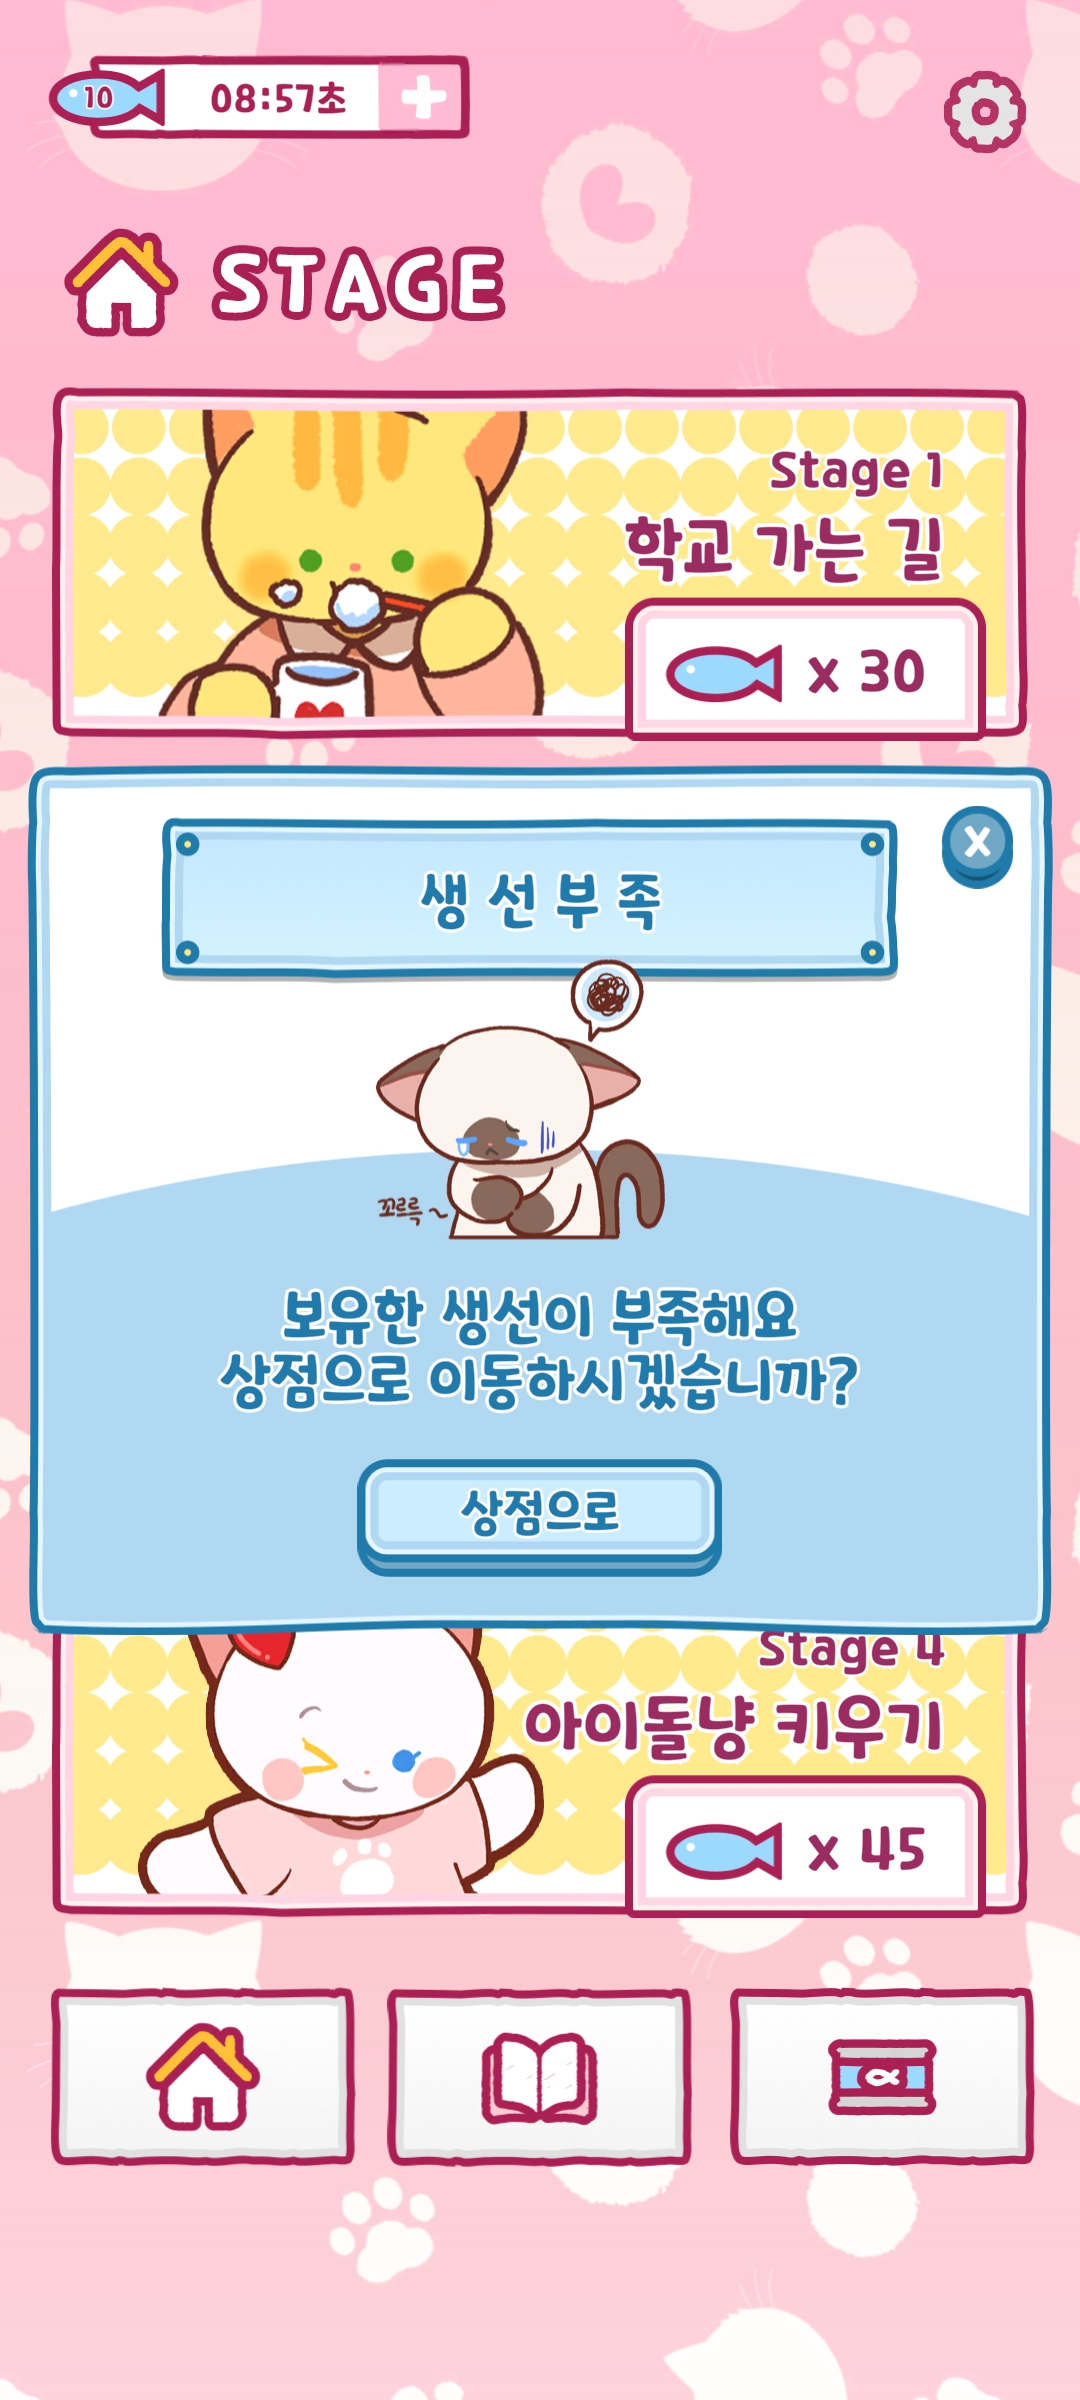 10
08:57초
STAGE
Stage 1
학교 가는 길
x 30
X
생선부족
꼬르륵~
보유한 생선이 부족해요
상점으로 이동하시겠습니까?
상점으로
Stage 4
아이돌냥 키우기
x 45